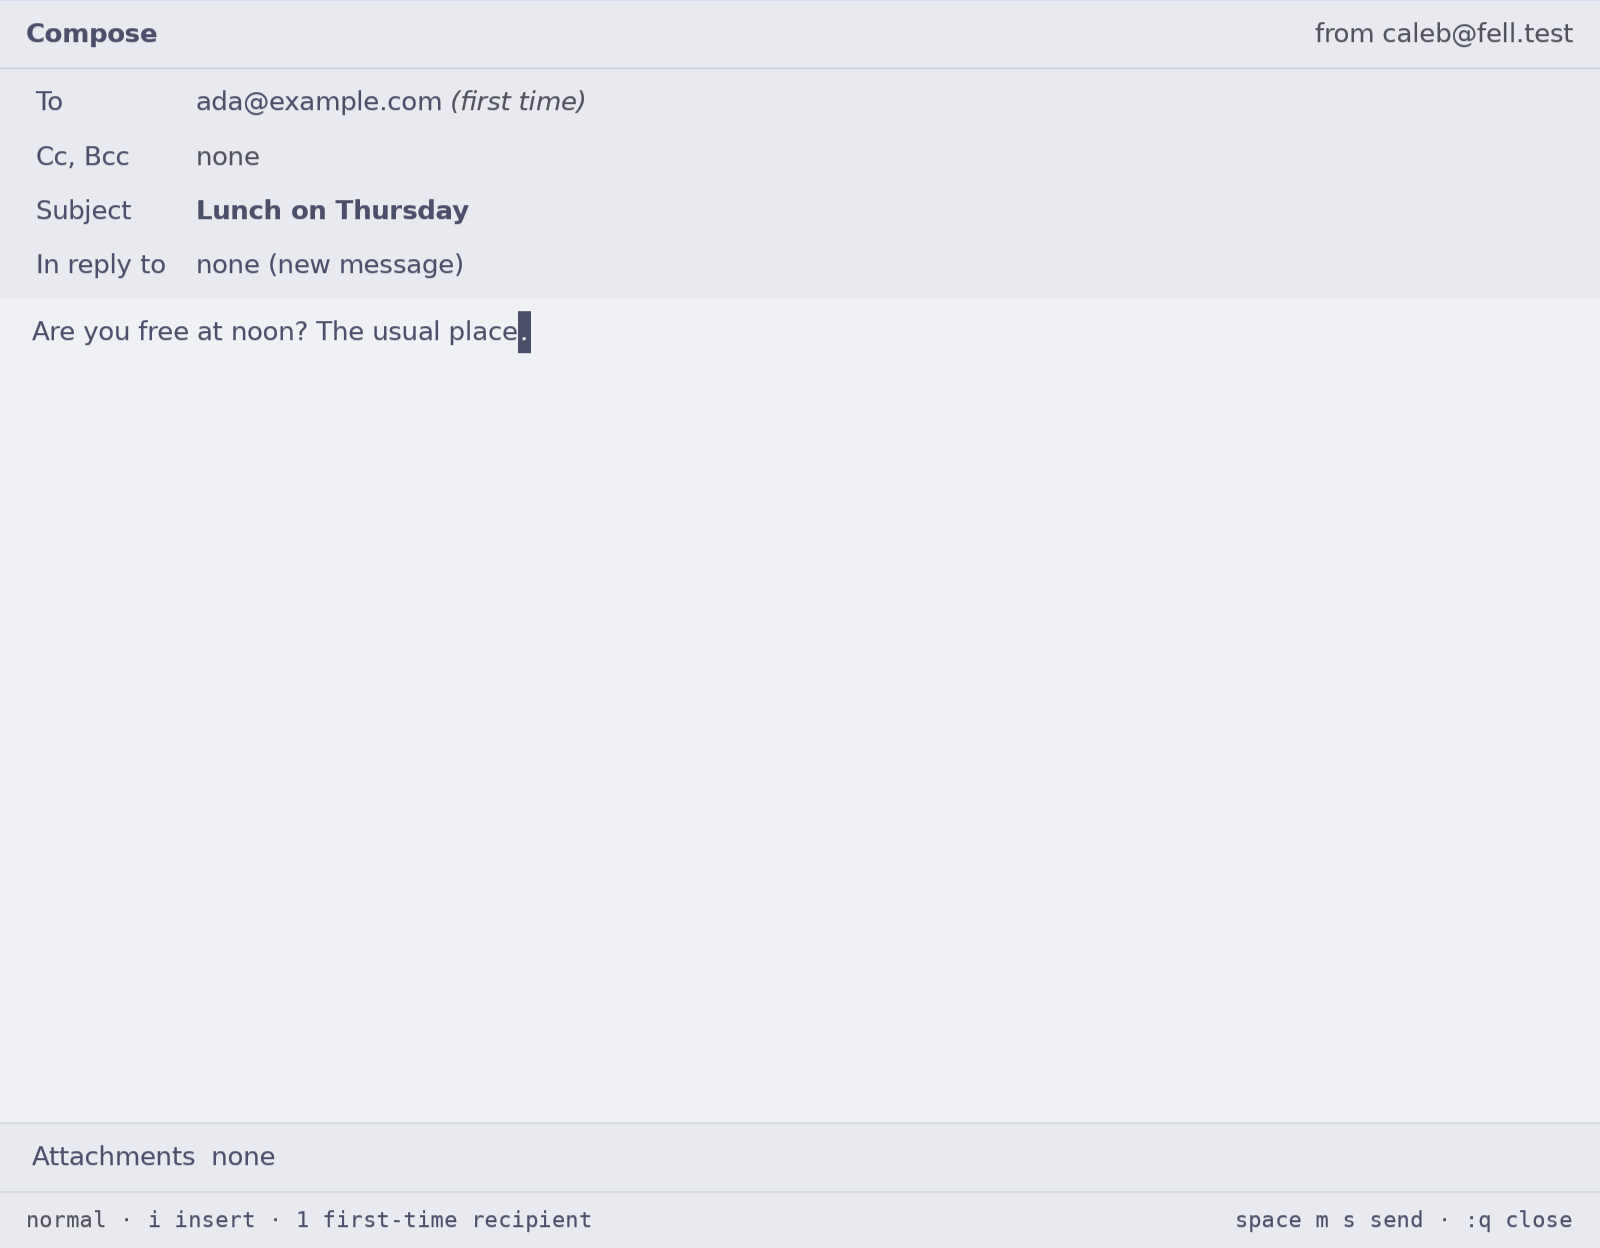 Compose from caleb@fell.test
To ada@example.com (first time)
Cc, Bcc none
Subject Lunch on Thursday
In reply to none (new message)
Are you free at noon? The usual place.
Attachments none
normal · i insert · 1 first-time recipient space m s send · :q close